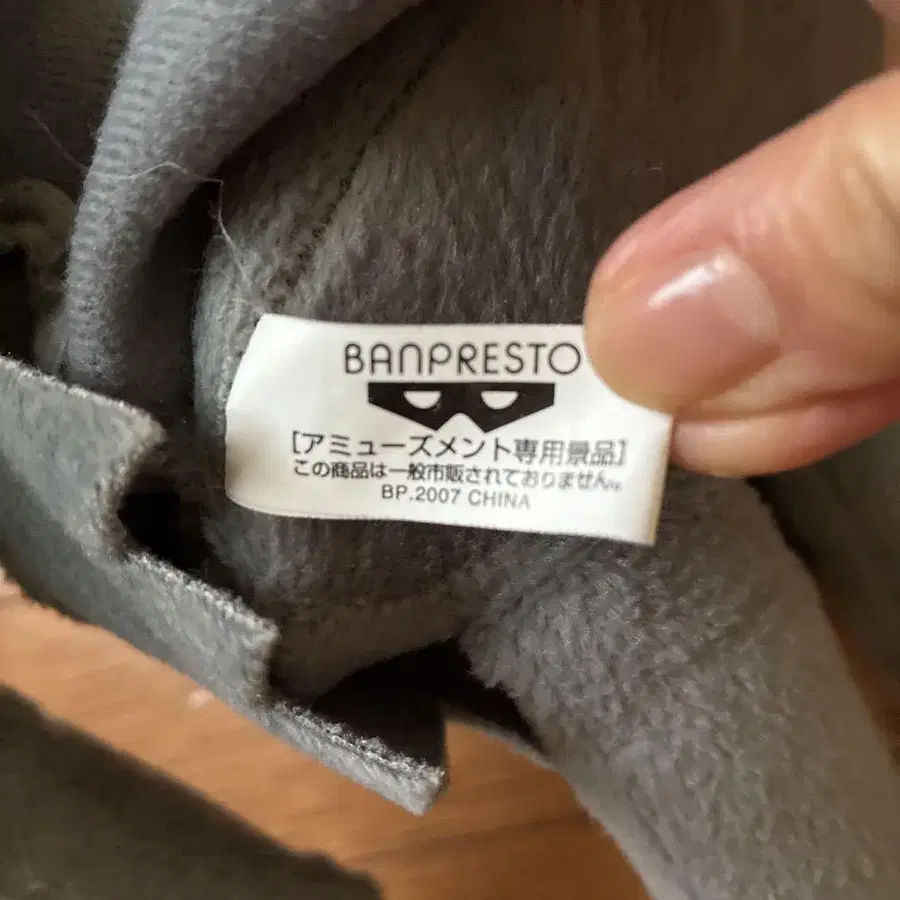 BANPRESTO
[アミューズメント専用景品]
この商品は一般市販されておりません。
BP.2007 CHINA